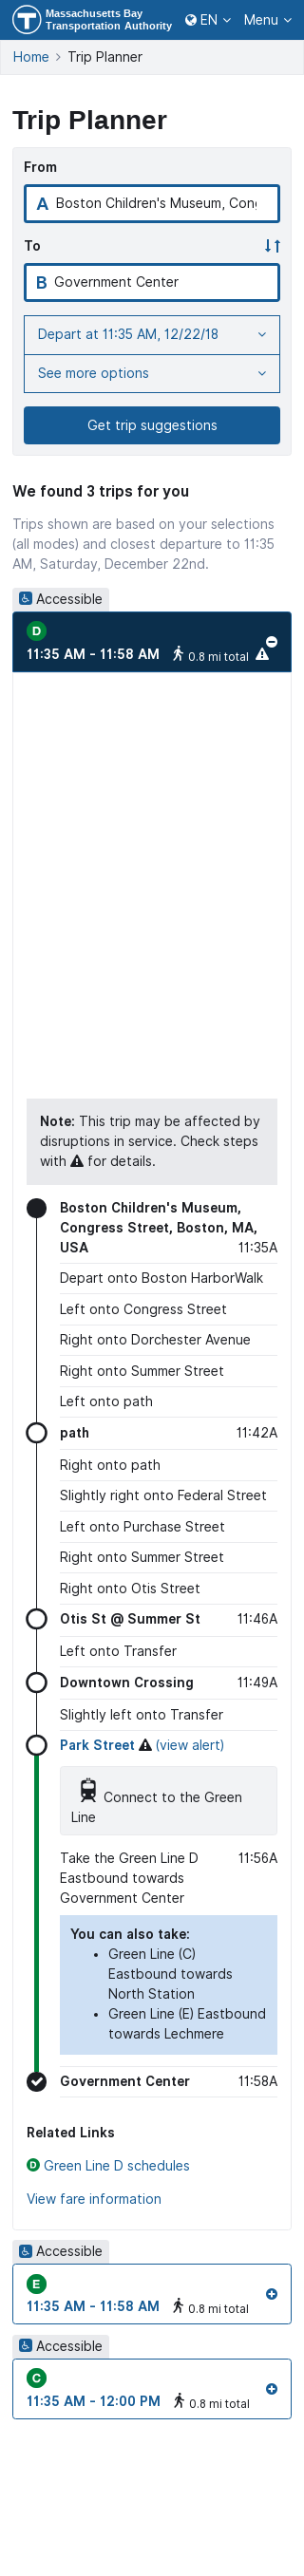 Massachusetts Bay
Transportation Authority
EN
Menu
Home > Trip Planner
Trip Planner
From
A Boston Children's Museum, Cong
To
B Government Center
Depart at 11:35 AM, 12/22/18
See more options
Get trip suggestions
We found 3 trips for you
Trips shown are based on your selections
(all modes) and closest departure to 11:35
AM, Saturday, December 22nd.
Accessible
D
11:35 AM - 11:58 AM 0.8 mi total
Note: This trip may be affected by
disruptions in service. Check steps
with for details.
Boston Children's Museum,
Congress Street, Boston, MA,
USA 11:35A
Depart onto Boston HarborWalk
Left onto Congress Street
Right onto Dorchester Avenue
Right onto Summer Street
Left onto path
path 11:42A
Right onto path
Slightly right onto Federal Street
Left onto Purchase Street
Right onto Summer Street
Right onto Otis Street
Otis St @ Summer St 11:46A
Left onto Transfer
Downtown Crossing 11:49A
Slightly left onto Transfer
Park Street (view alert)
Connect to the Green
Line
Take the Green Line D 11:56A
Eastbound towards
Government Center
You can also take:
• Green Line (C)
Eastbound towards
North Station
• Green Line (E) Eastbound
towards Lechmere
Government Center 11:58A
Related Links
D Green Line D schedules
View fare information
Accessible
E
11:35 AM - 11:58 AM 0.8 mi total
Accessible
C
11:35 AM - 12:00 PM 0.8 mi total